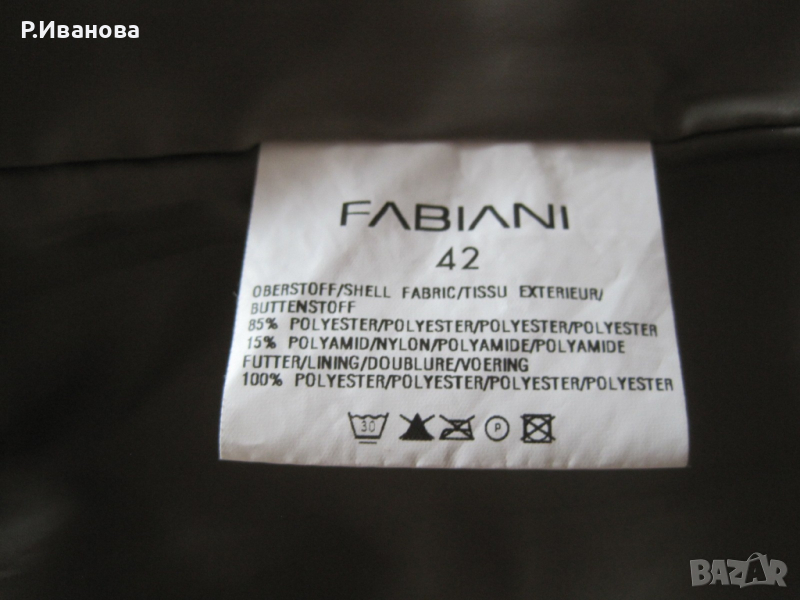 Р.Иванова
FABIANI
42
OBERSTOFF/SHELL FABRIC/TISSU EXTERIEUR/
BUTTENSTOFF
85% POLYESTER/POLYESTER/POLYESTER/POLYESTER
15% POLYAMID/NYLON/POLYAMIDE/POLYAMIDE
FUTTER/LINING/DOUBLURE/VOERING
100% POLYESTER/POLYESTER/POLYESTER/POLYESTER
30 P
BAZAR